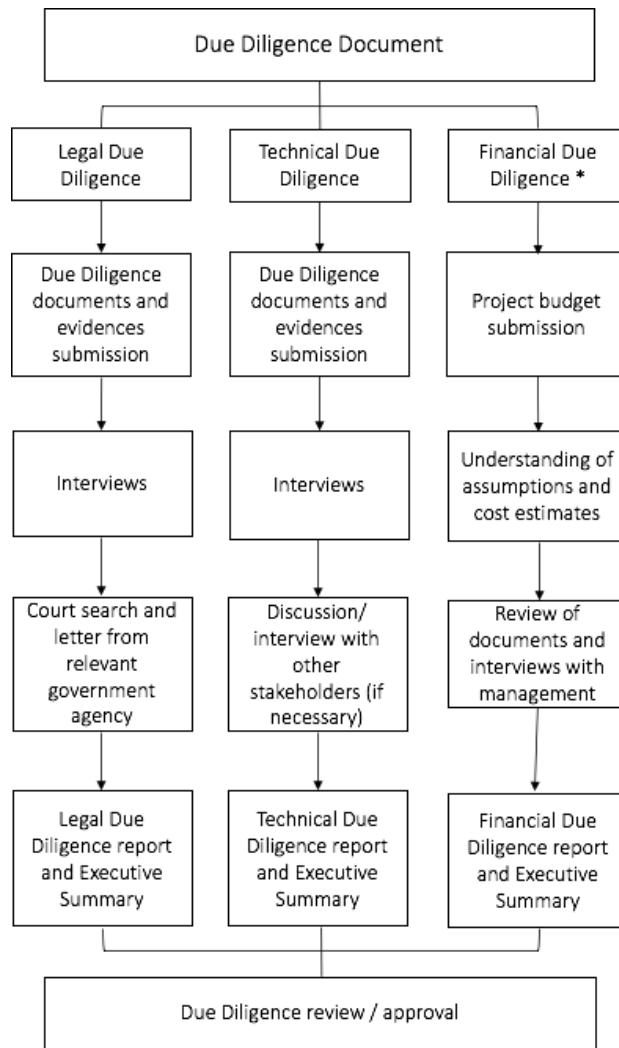 Due Diligence Document
Legal Due
Diligence
Technical Due
Diligence
Financial Due
Diligence *
Due Diligence
documents and
evidences
submission
Due Diligence
documents and
evidences
submission
Project budget
submission
Interviews
Interviews
Understanding of
assumptions and
cost estimates
Court search and
letter from
relevant
government
agency
Discussion/
interview with
other
stakeholders (if
necessary)
Review of
documents and
interviews with
management
Legal Due
Diligence report
and Executive
Summary
Technical Due
Diligence report
and Executive
Summary
Financial Due
Diligence report
and Executive
Summary
Due Diligence review / approval